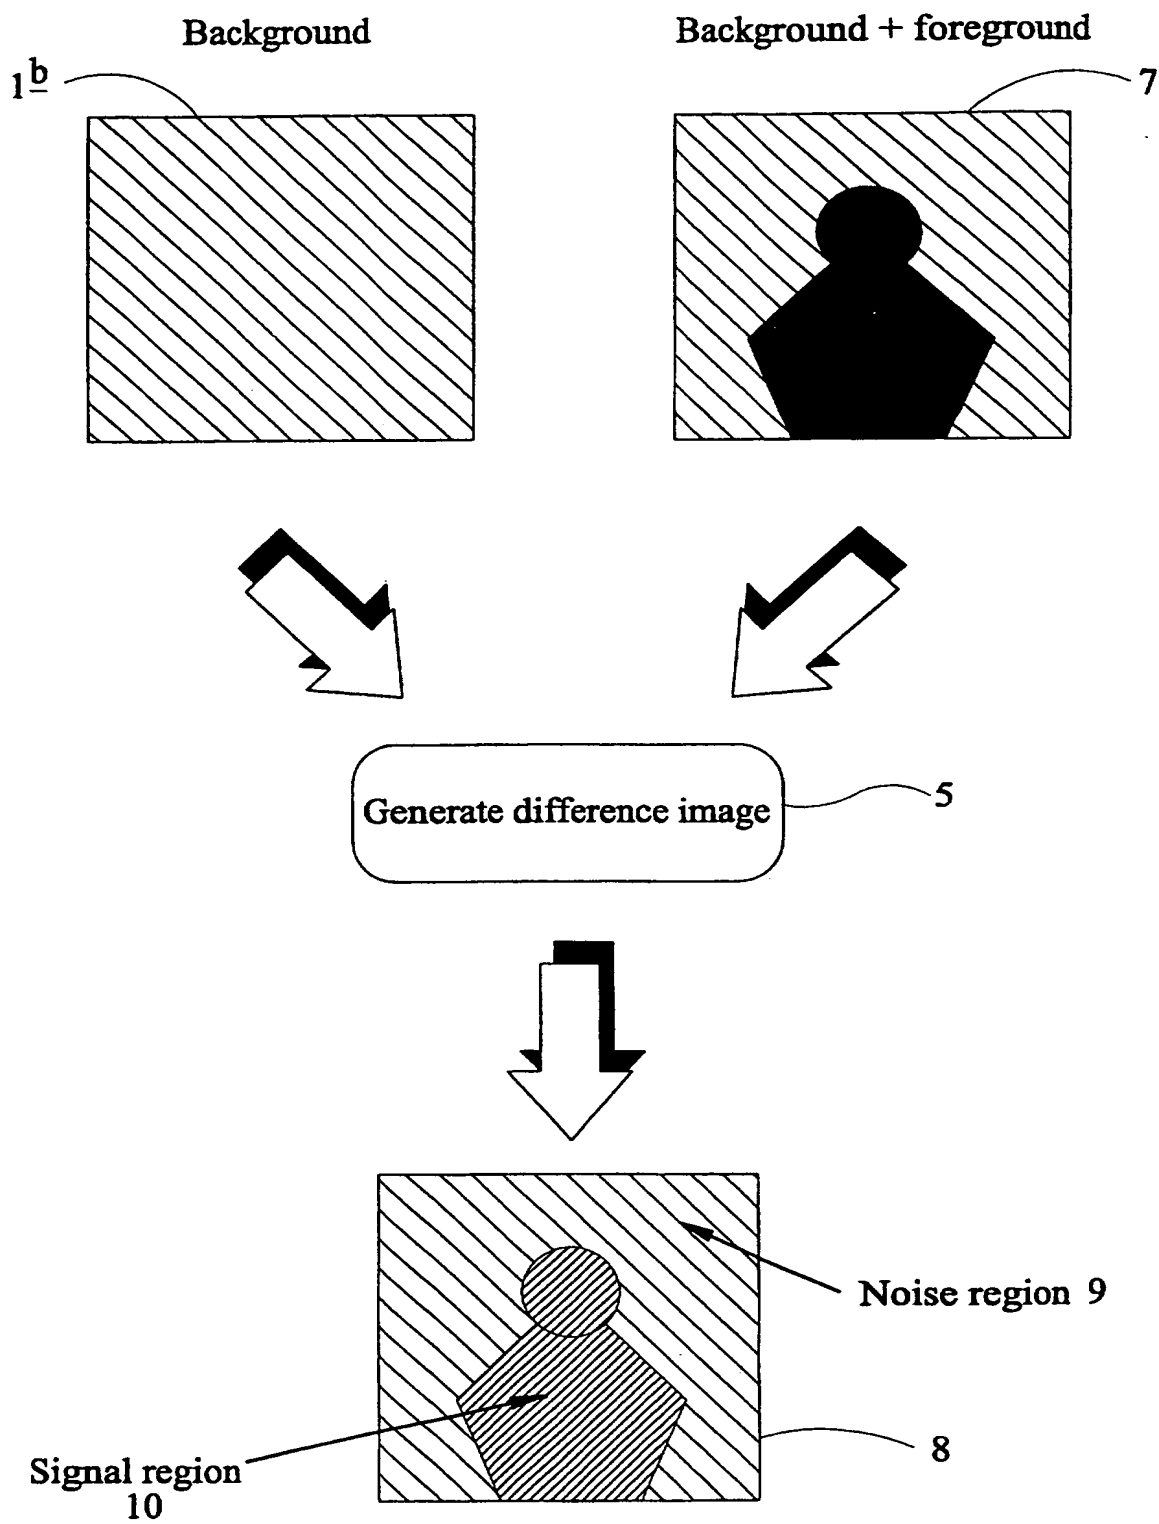 Background
Background + foreground
1b
7
Generate difference image
5
Noise region 9
8
Signal region
10